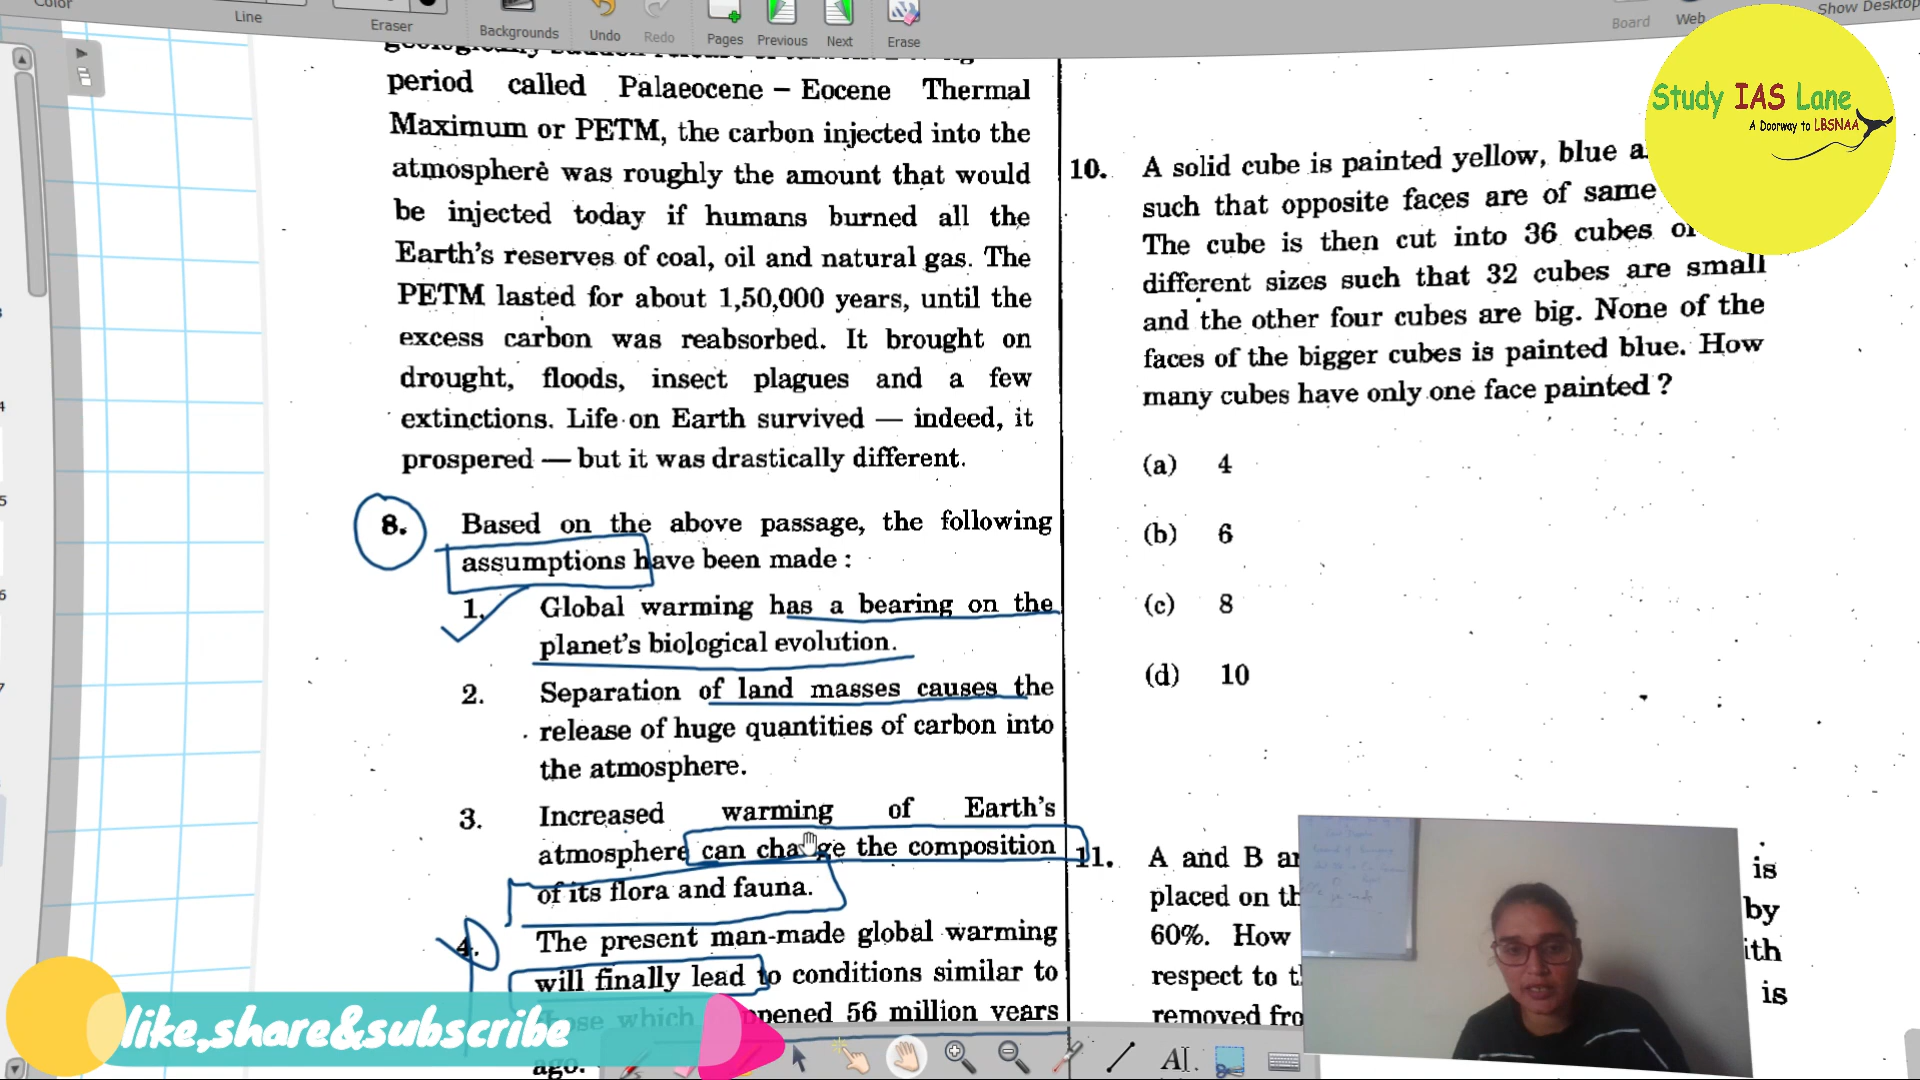 Color
Line
Eraser
Backgrounds
Undo
Redo
Pages
Previous
Next
Erase
Board
Web
Show Desktop
Study IAS Lane
A Doorway to LBSNAA
period called Palaeocene – Eocene Thermal
Maximum or PETM, the carbon injected into the
atmosphere was roughly the amount that would
be injected today if humans burned all the
Earth's reserves of coal, oil and natural gas. The
PETM lasted for about 1,50,000 years, until the
excess carbon was reabsorbed. It brought on
drought, floods, insect plagues and a few
extinctions. Life on Earth survived — indeed, it
prospered — but it was drastically different.
8. Based on the above passage, the following
assumptions have been made :
1. Global warming has a bearing on the
planet's biological evolution.
2. Separation of land masses causes the
release of huge quantities of carbon into
the atmosphere.
3. Increased warming of Earth's
atmosphere can change the composition
of its flora and fauna.
4. The present man-made global warming
will finally lead to conditions similar to
which 56 million years
ago.
10. A solid cube is painted yellow, blue
such that opposite faces are of same
The cube is then cut into 36 cubes
different sizes such that 32 cubes are small
and the other four cubes are big. None of the
faces of the bigger cubes is painted blue. How
many cubes have only one face painted ?
(a) 4
(b) 6
(c) 8
(d) 10
11. A and B
is
placed on
by
60%. How
ith
respect to
is
removed
like,share&subscribe
AI